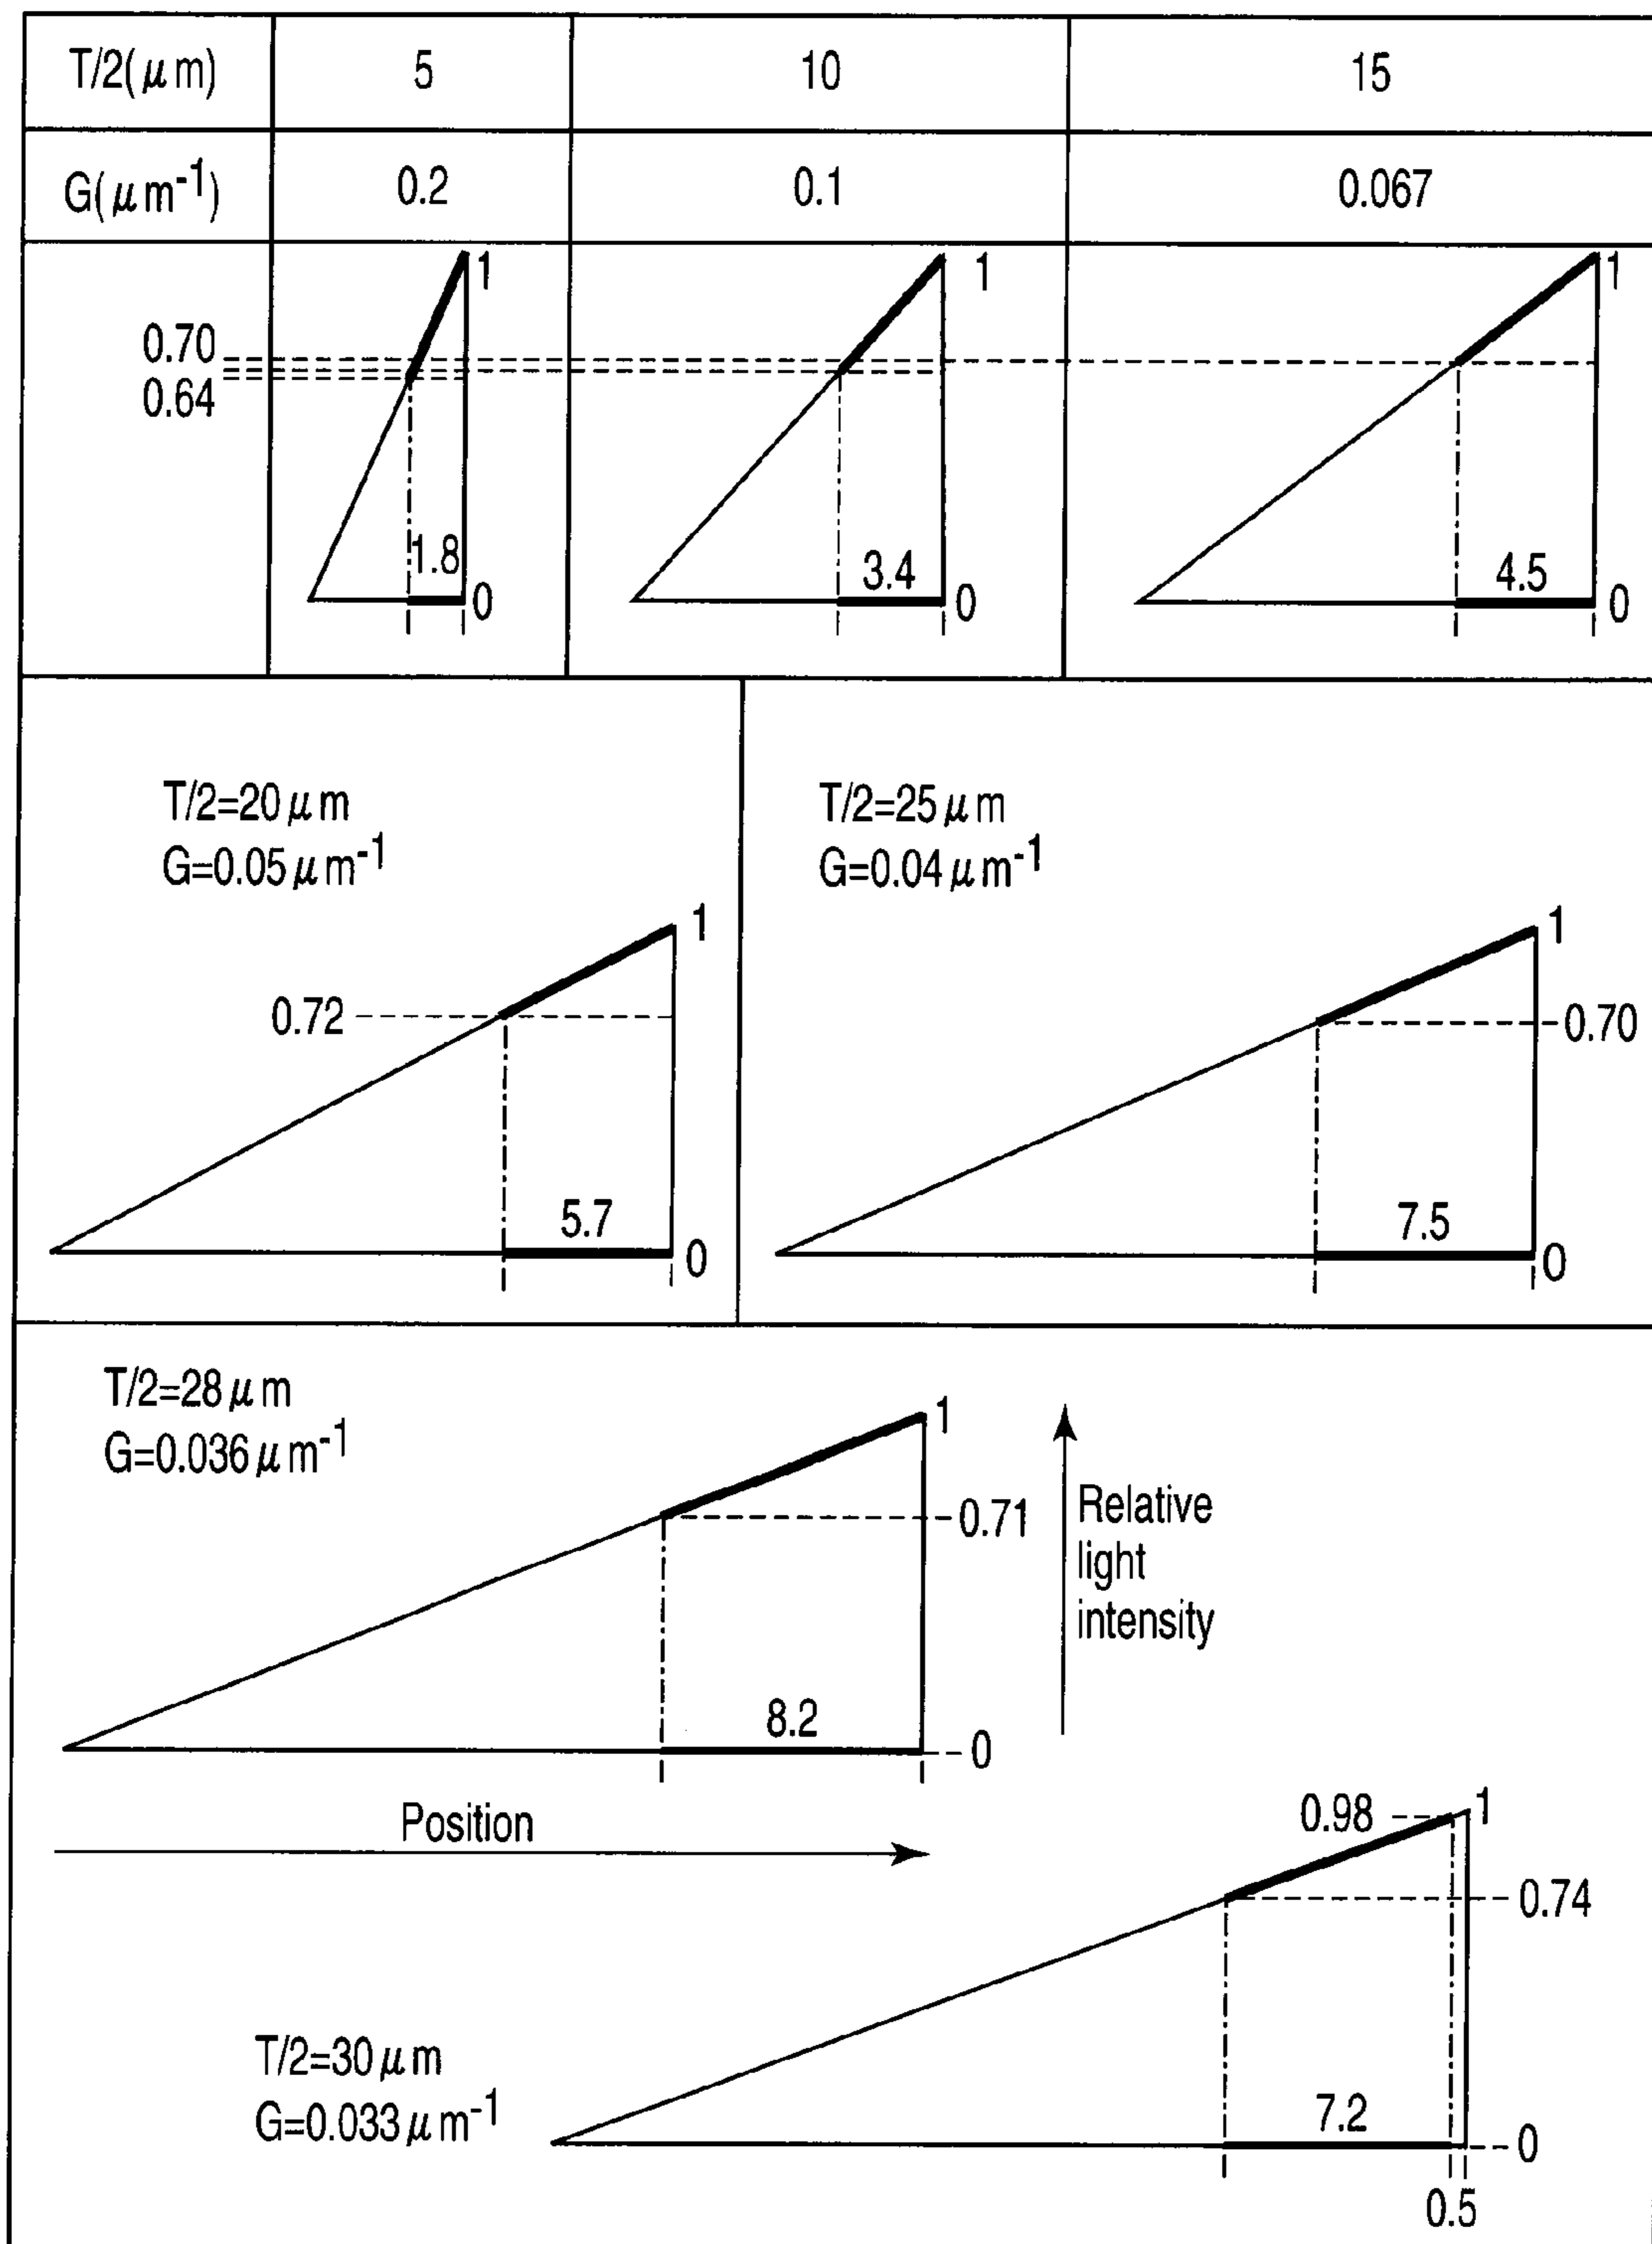 T/2(μm) 5 10 15
G(μm-1) 0.2 0.1 0.067
1 1 1
0.70
0.64
1.8 3.4 4.5
0 0 0
T/2=20μm
G=0.05μm-1
1
0.72
5.7
0
T/2=25μm
G=0.04μm-1
1
0.70
7.5
0
T/2=28μm
G=0.036μm-1
1
0.71
8.2
0
Relative
light
intensity
Position
0.98
1
0.74
T/2=30μm
G=0.033μm-1
7.2
0
0.5